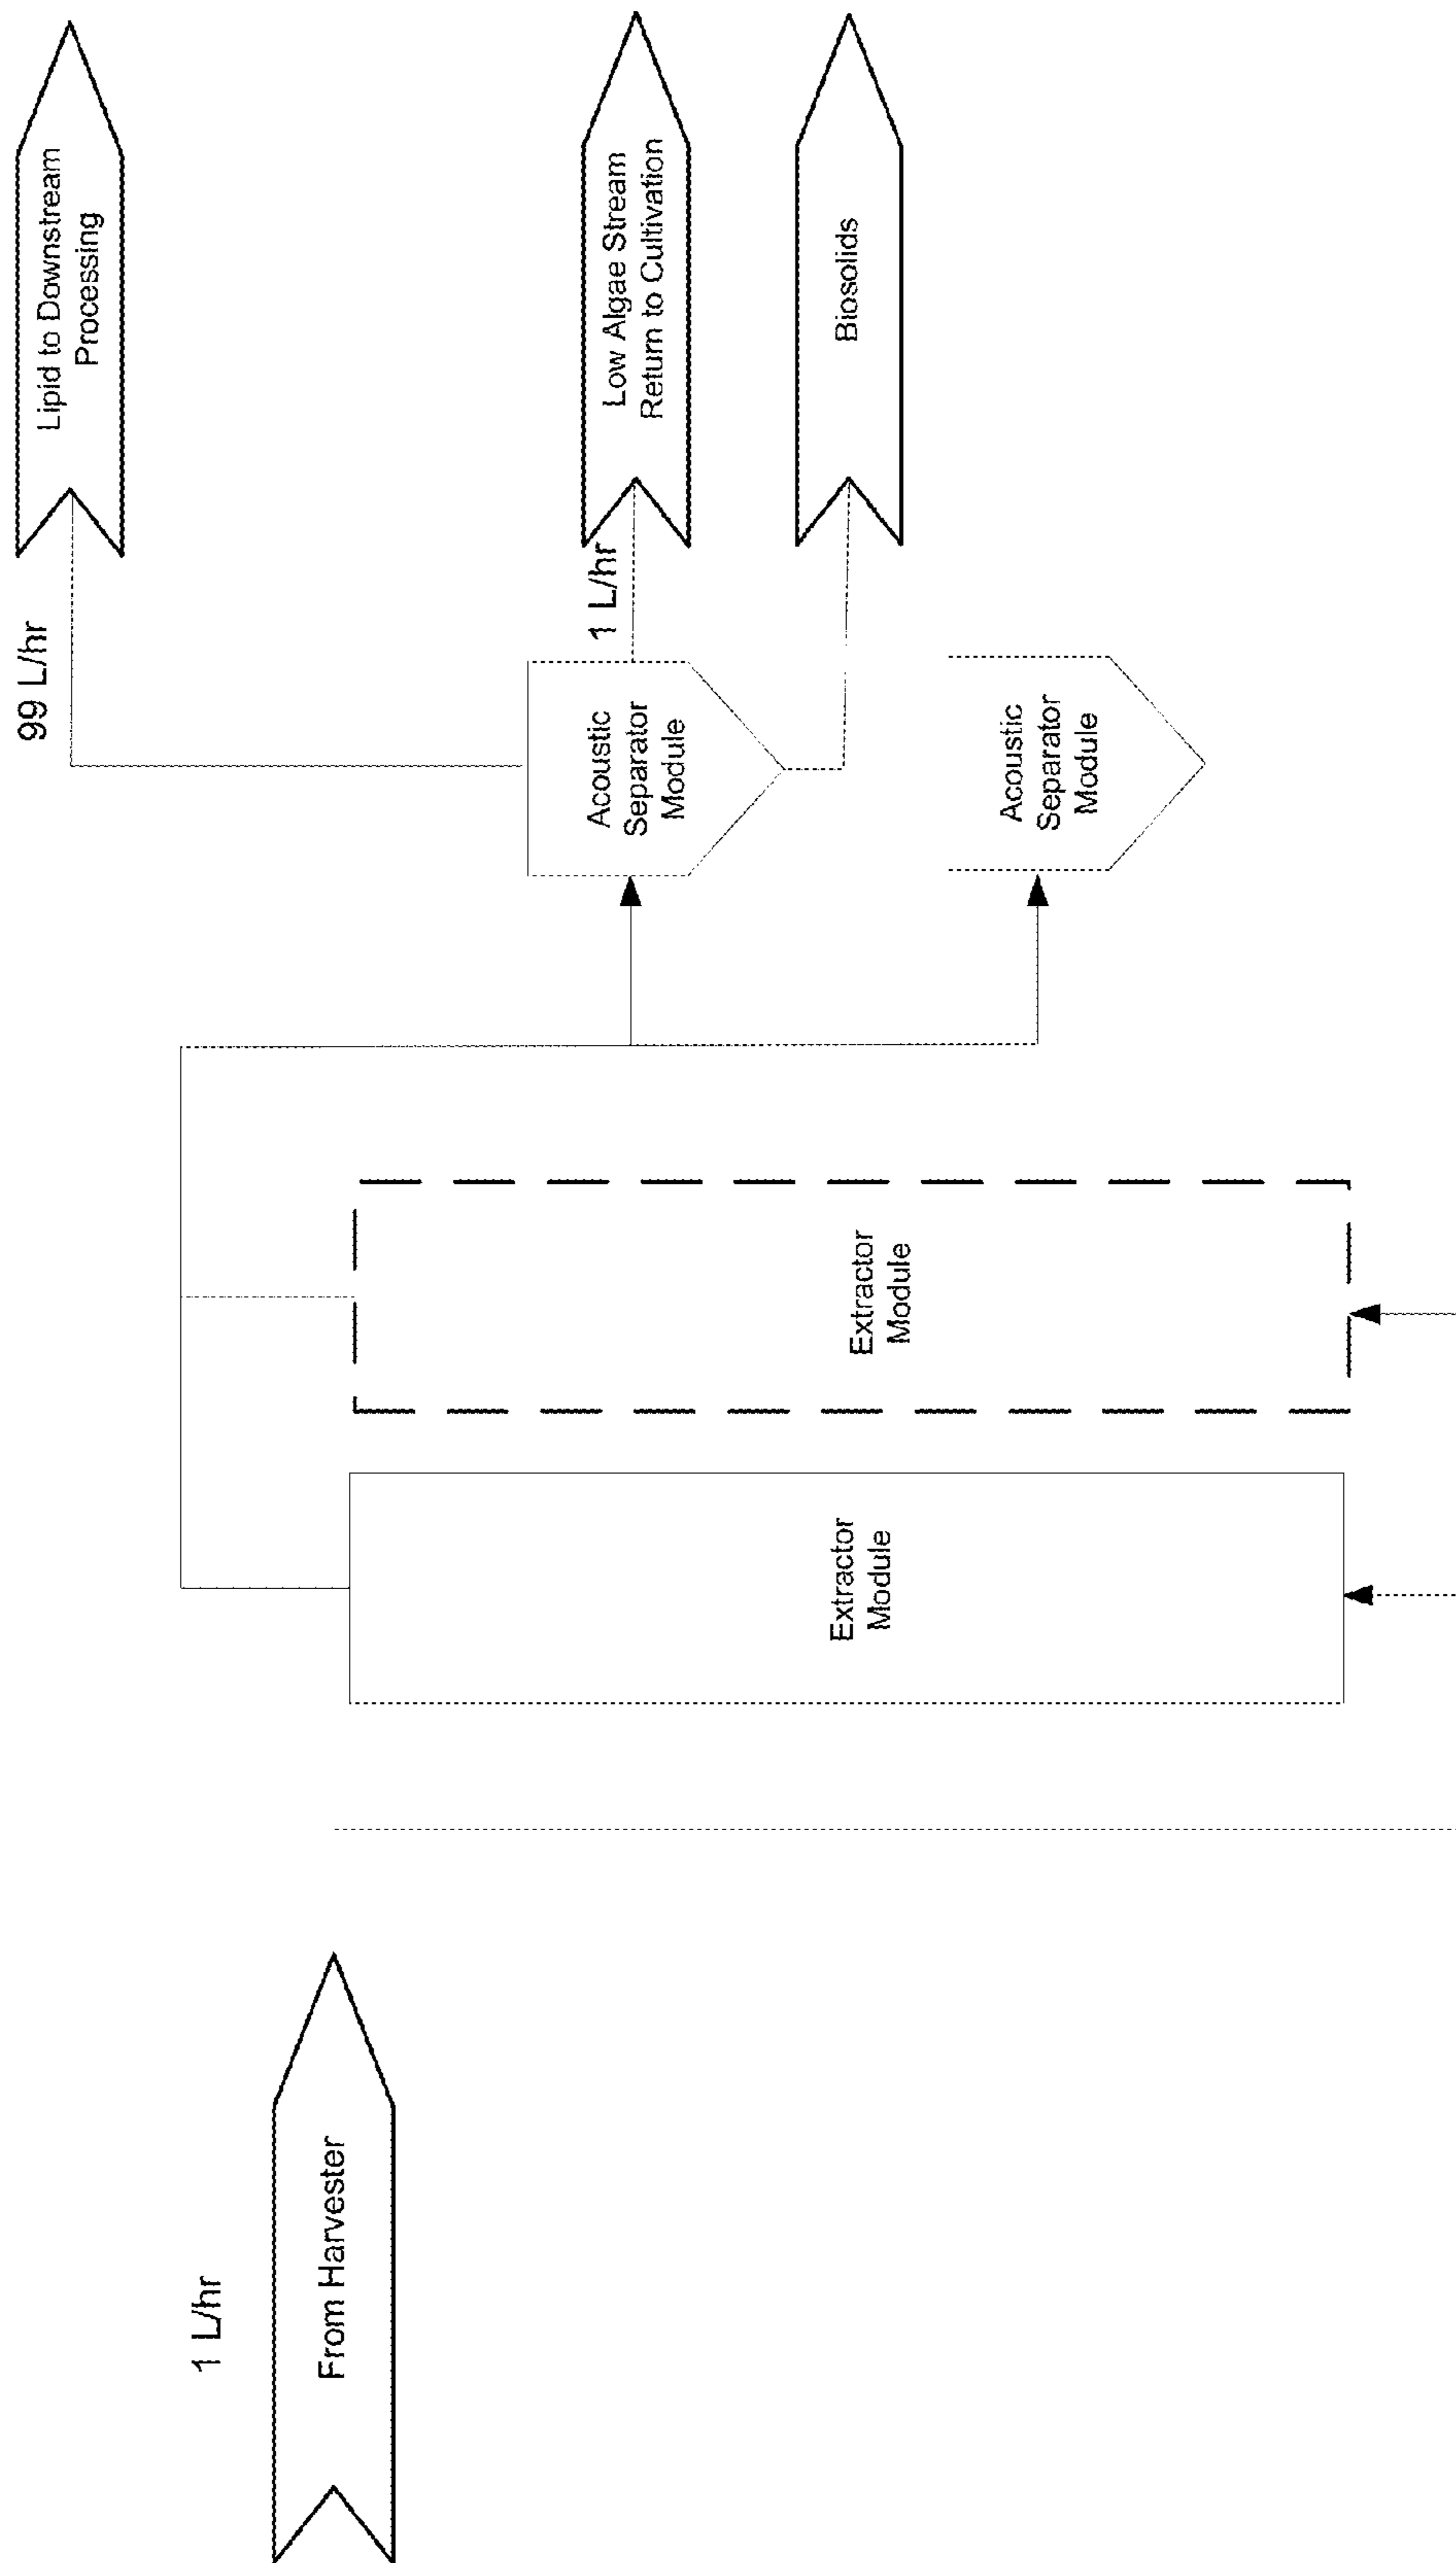 1 L/hr
From Harvester
Extractor
Module
Extractor
Module
Acoustic
Separator
Module
Acoustic
Separator
Module
99 L/hr
1 L/hr
Lipid to Downstream
Processing
Low Algae Stream
Return to Cultivation
Biosolids